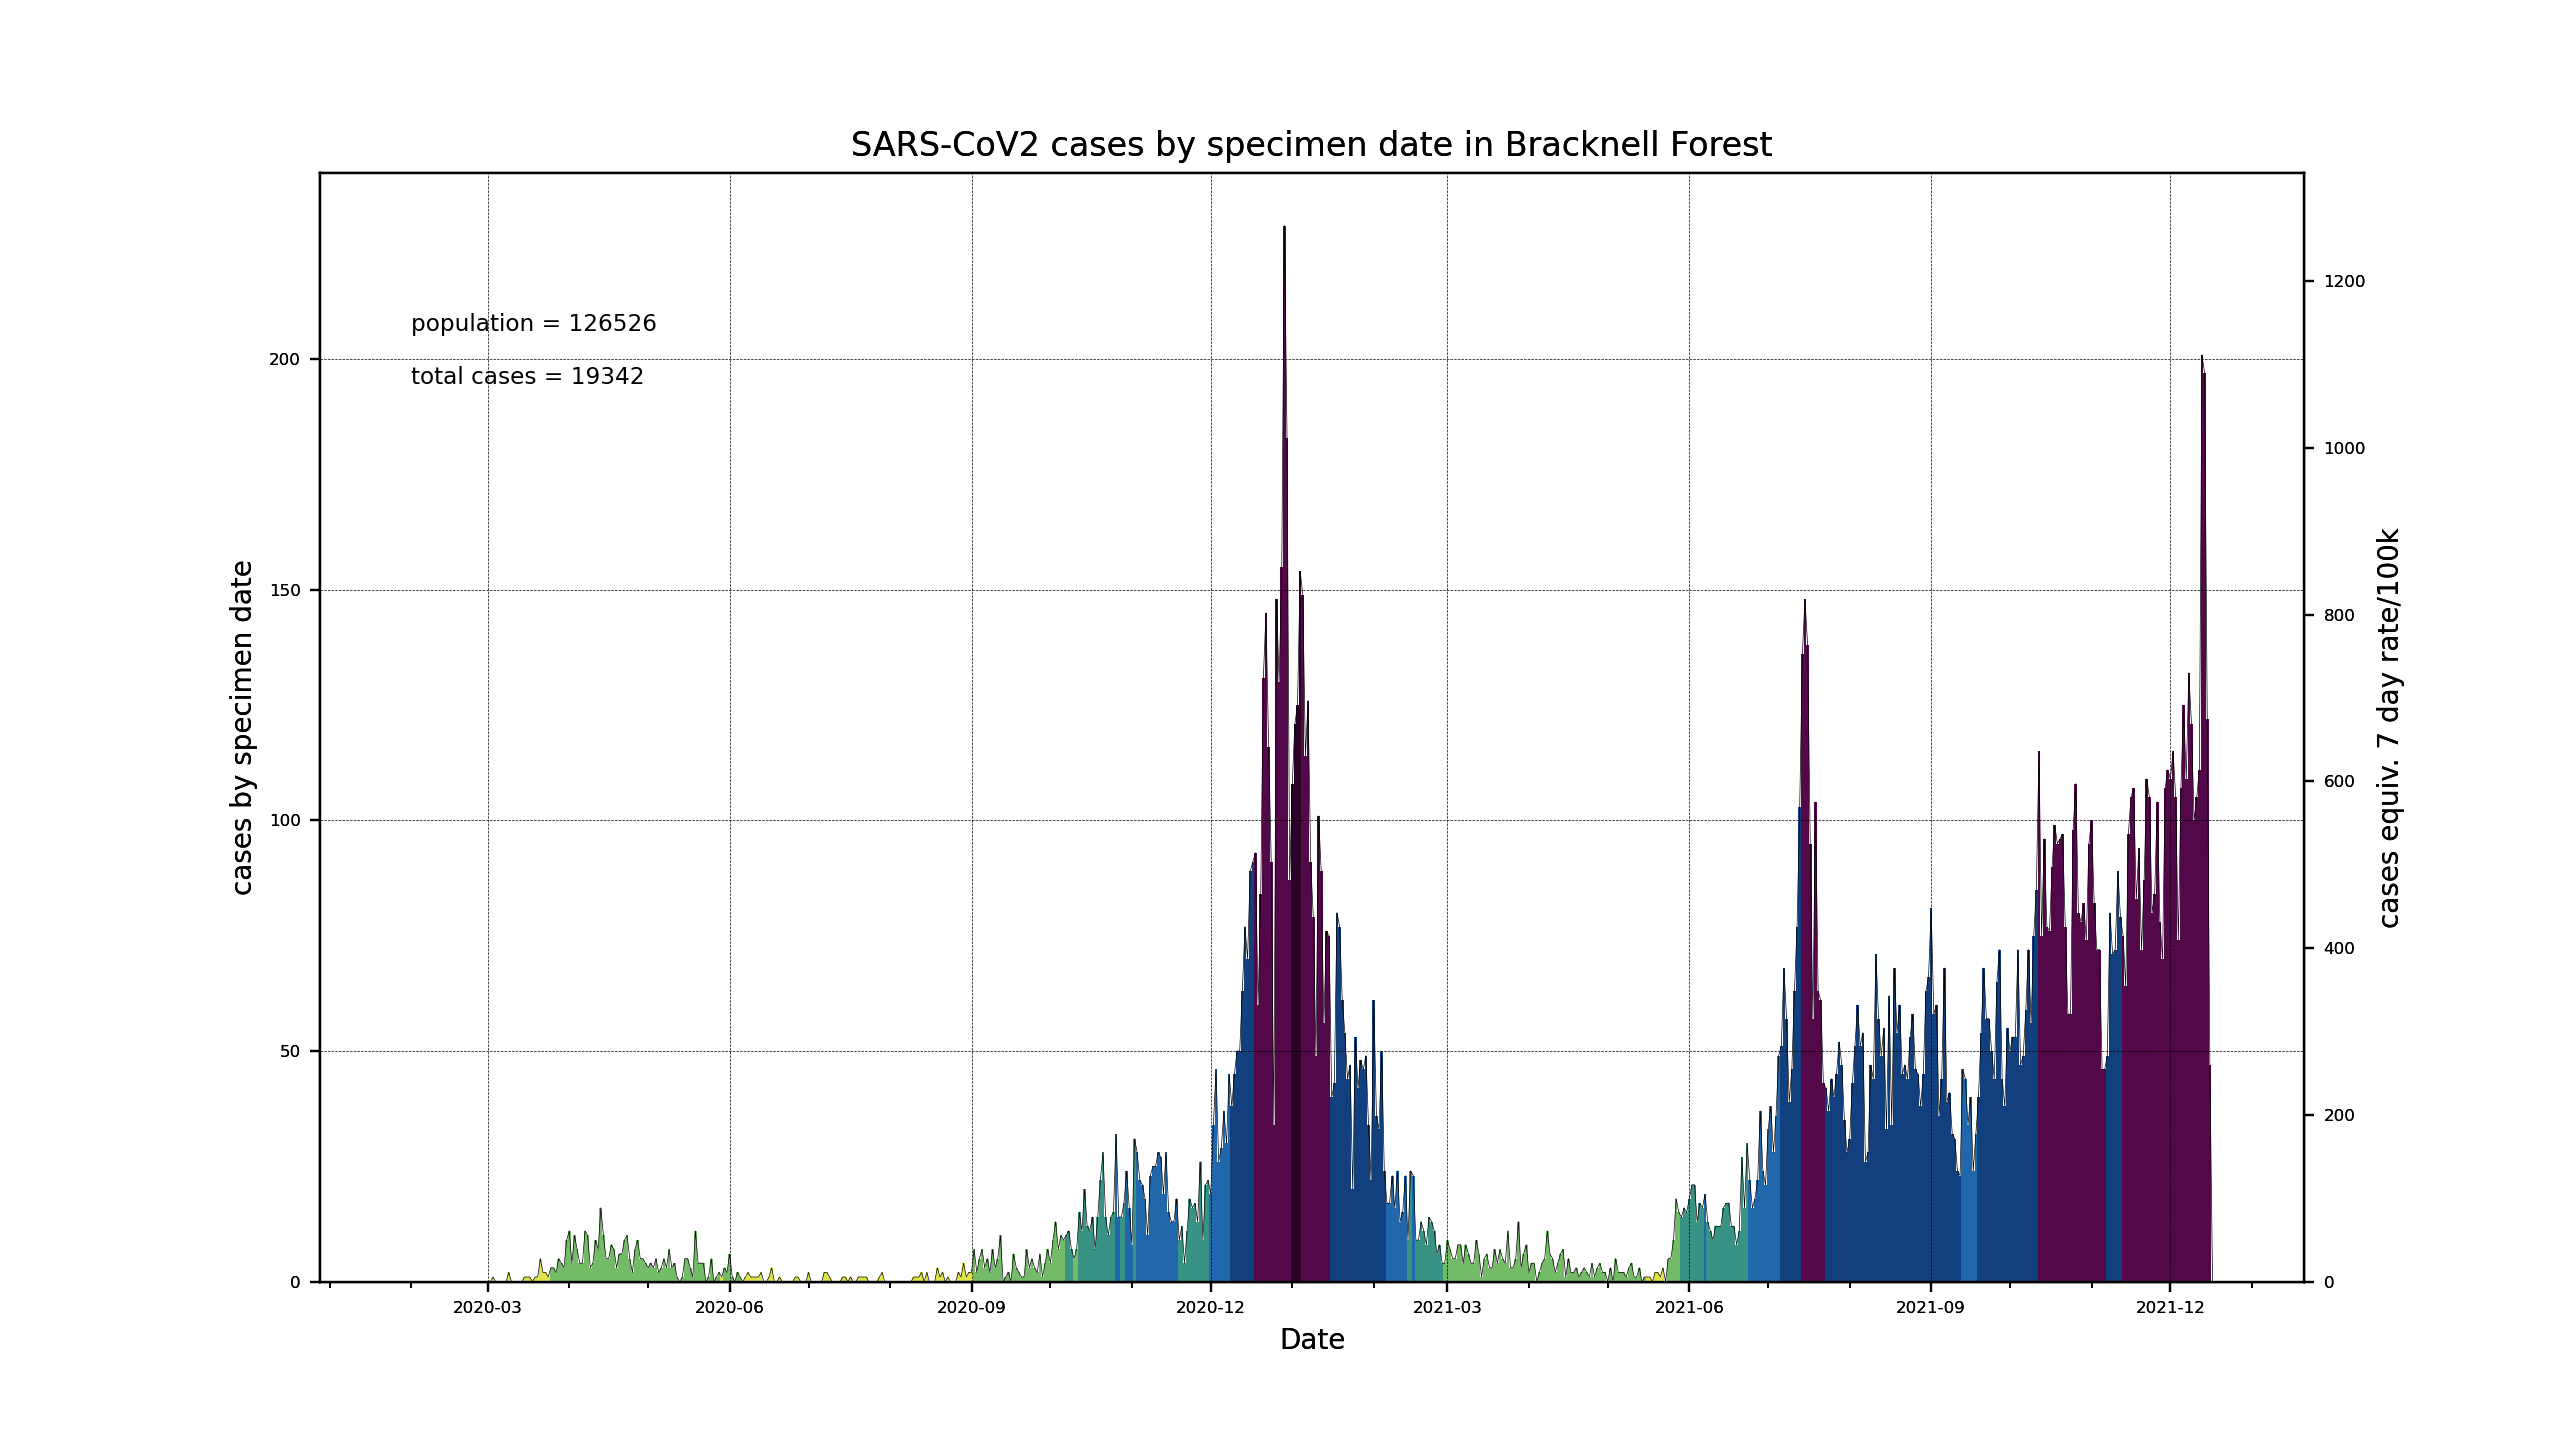 SARS-CoV2 cases by specimen date in Bracknell Forest
population = 126526
total cases = 19342
cases by specimen date
200
150
100
50
0
1200
1000
800
600
400
200
0
cases equiv. 7 day rate/100k
2020-03 2020-06 2020-09 2020-12 2021-03 2021-06 2021-09 2021-12
Date